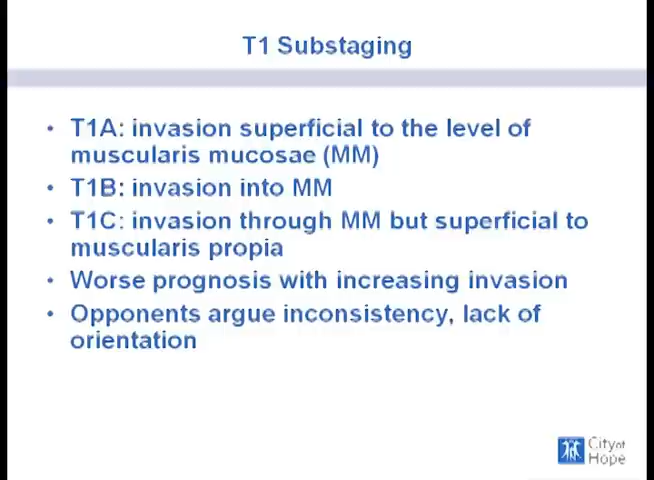 T1 Substaging
• T1A: invasion superficial to the level of
muscularis mucosae (MM)
• T1B: invasion into MM
• T1C: invasion through MM but superficial to
muscularis propia
• Worse prognosis with increasing invasion
• Opponents argue inconsistency, lack of
orientation
City of
Hope